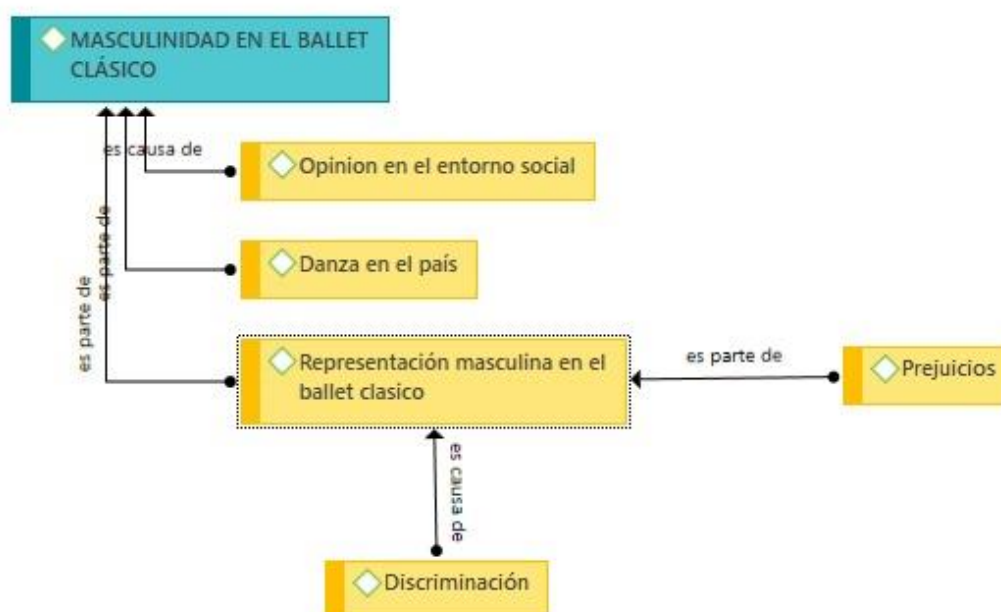 MASCULINIDAD EN EL BALLET
CLÁSICO
es causa de
Opinion en el entorno social
es parte de
Danza en el país
es parte de
Representación masculina en el
ballet clasico
es parte de
Prejuicios
es causa de
Discriminación